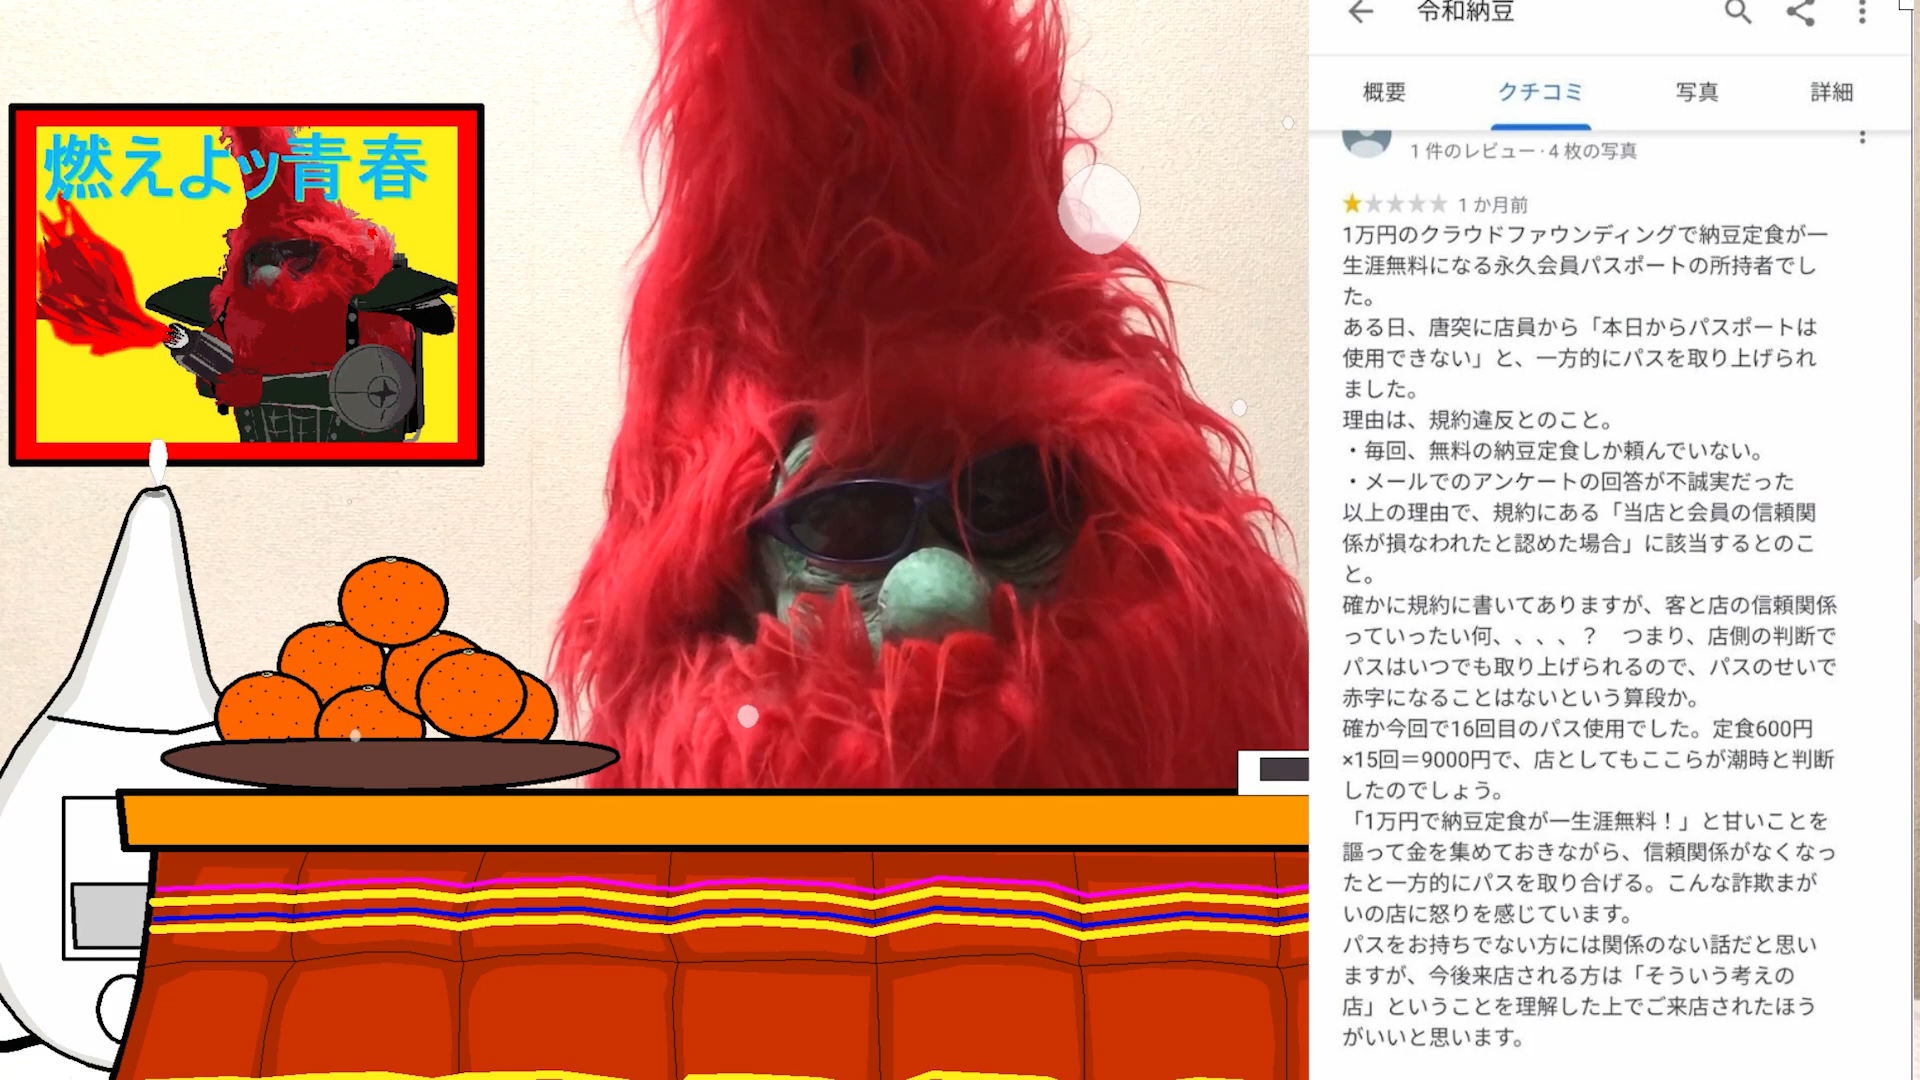 燃えよッ青春
令和納豆
概要
クチコミ
写真
詳細
1 件のレビュー · 4 枚の写真
1 か月前
1万円のクラウドファウンディングで納豆定食が一
生涯無料になる永久会員パスポートの所持者でし
た。
ある日、唐突に店員から「本日からパスポートは
使用できない」と、一方的にパスを取り上げられ
ました。
理由は、規約違反とのこと。
・毎回、無料の納豆定食しか頼んでいない。
・メールでのアンケートの回答が不誠実だった
以上の理由で、規約にある「当店と会員の信頼関
係が損なわれたと認めた場合」に該当するとのこ
と。
確かに規約に書いてありますが、客と店の信頼関係
っていったい何、、、、？　つまり、店側の判断で
パスはいつでも取り上げられるので、パスのせいで
赤字になることはないという算段か。
確か今回で16回目のパス使用でした。定食600円
×15回＝9000円で、店としてもここらが潮時と判断
したのでしょう。
「1万円で納豆定食が一生涯無料！」と甘いことを
謳って金を集めておきながら、信頼関係がなくなっ
たと一方的にパスを取り合げる。こんな詐欺まが
いの店に怒りを感じています。
パスをお持ちでない方には関係のない話だと思い
ますが、今後来店される方は「そういう考えの
店」ということを理解した上でご来店されたほう
がいいと思います。